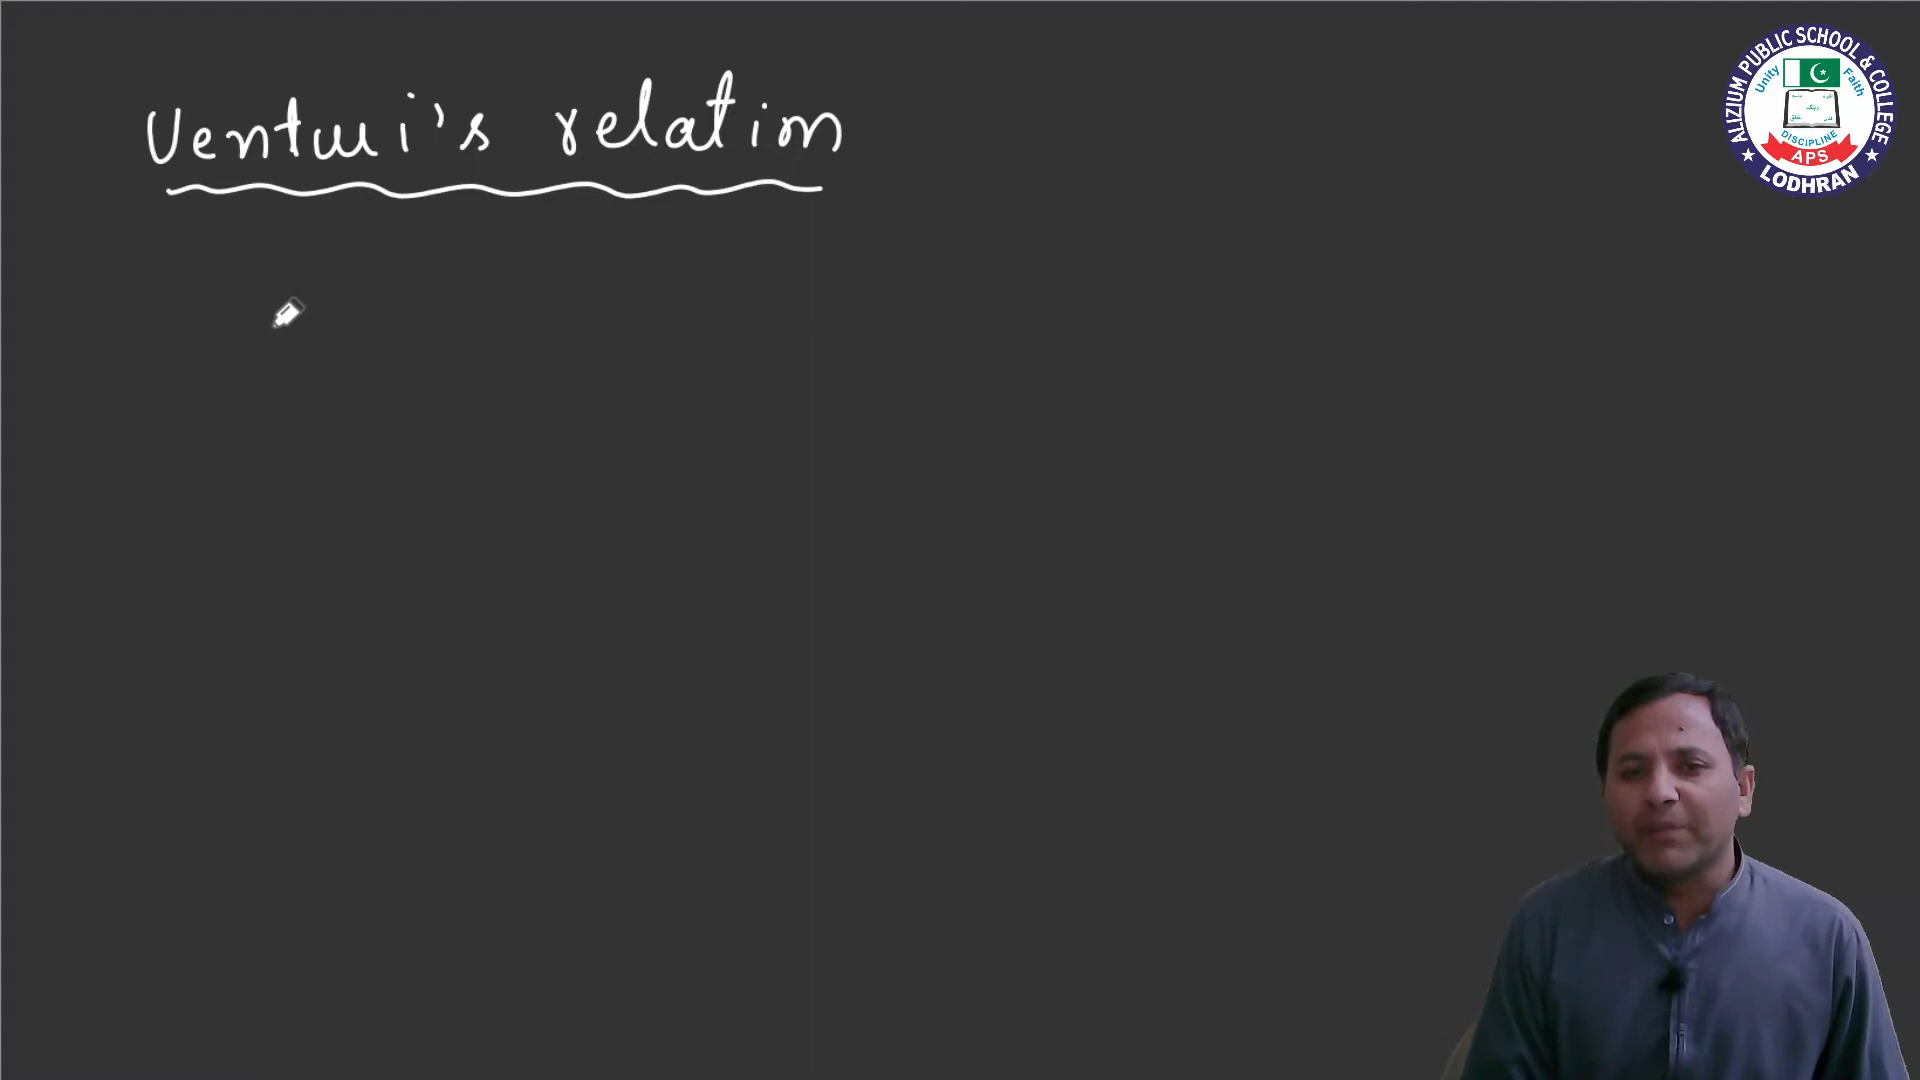 Venturi's relation
ALIZIUM PUBLIC SCHOOL & COLLEGE
Unity
Faith
DISCIPLINE
APS
LODHRAN